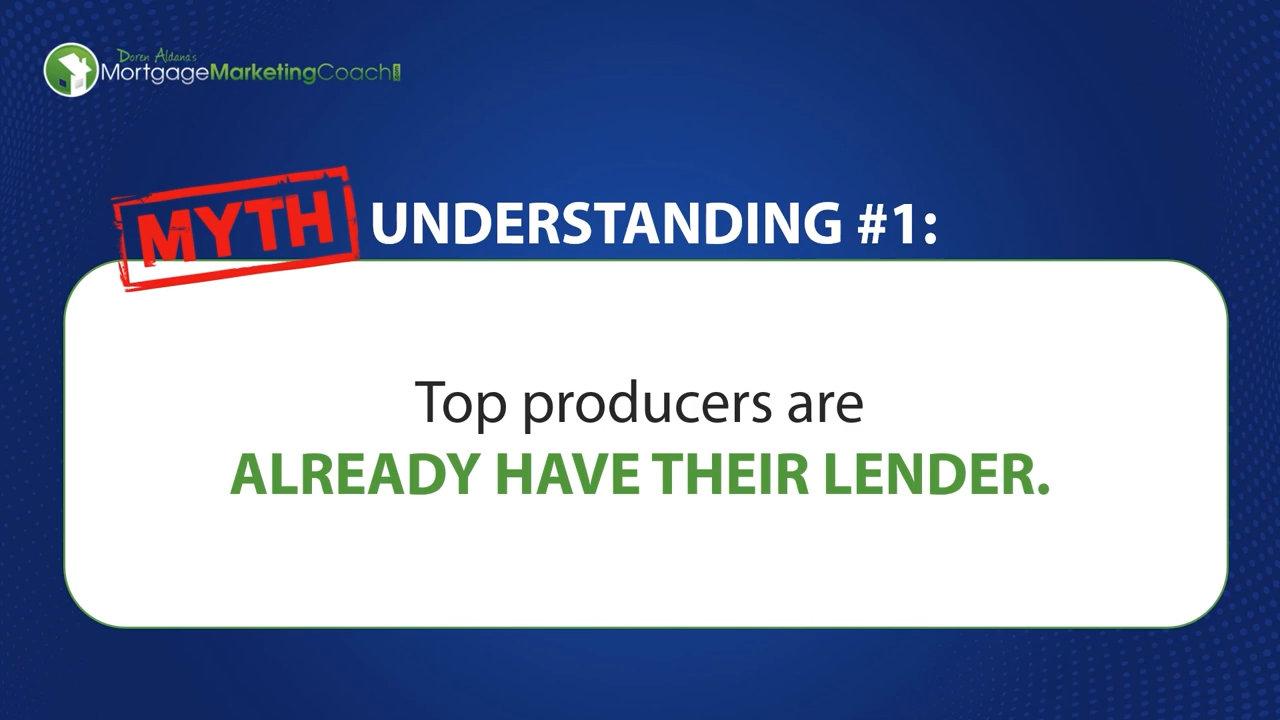 Doren Aldana's
MortgageMarketingCoach
MYTH UNDERSTANDING #1:
Top producers are
ALREADY HAVE THEIR LENDER.